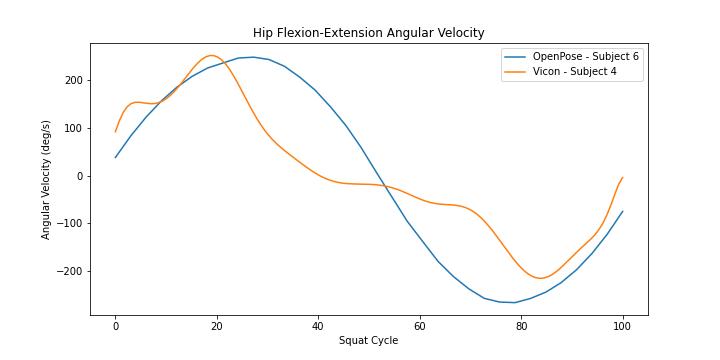 Hip Flexion-Extension Angular Velocity
OpenPose - Subject 6
Vicon - Subject 4
Angular Velocity (deg/s)
200
100
0
−100
−200
0
20
40
60
80
100
Squat Cycle